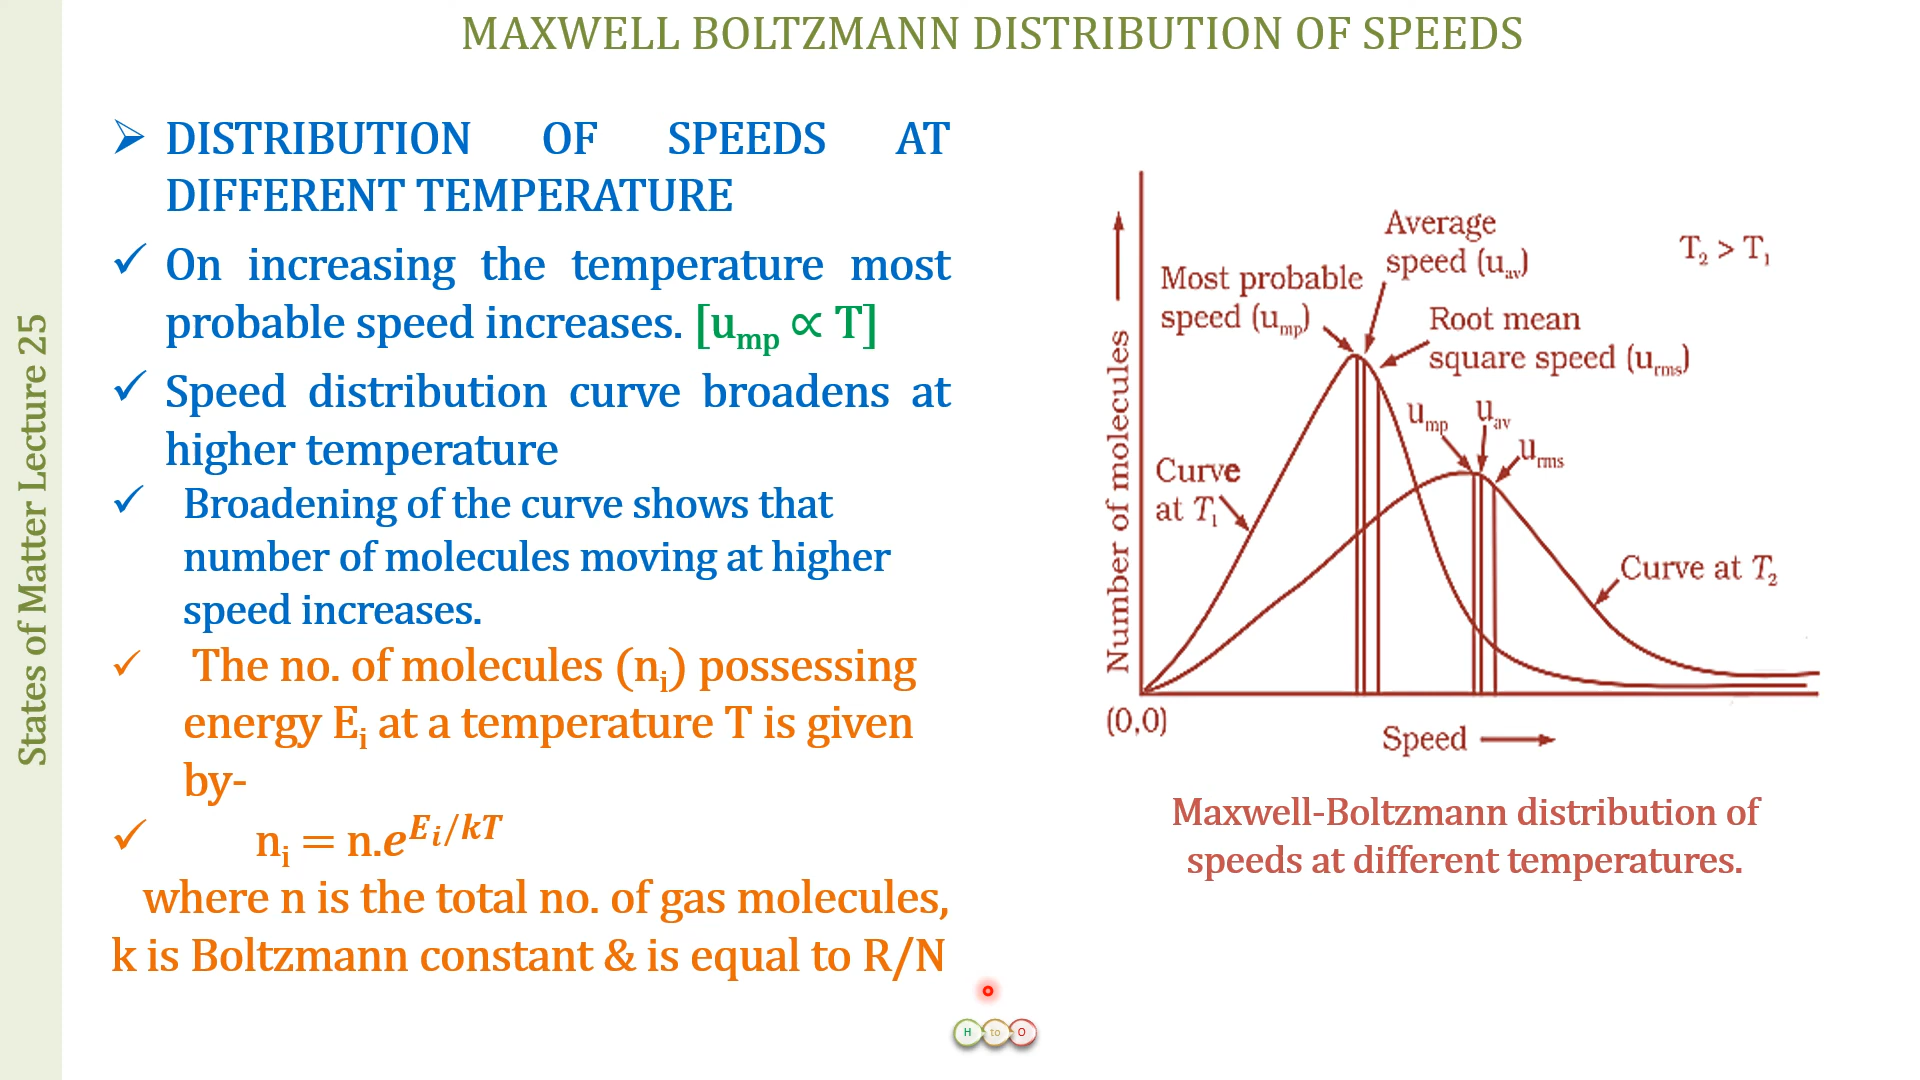 MAXWELL BOLTZMANN DISTRIBUTION OF SPEEDS
States of Matter Lecture 25
➢ DISTRIBUTION OF SPEEDS AT
DIFFERENT TEMPERATURE
✓ On increasing the temperature most
probable speed increases. [uₘₚ ∝ T]
✓ Speed distribution curve broadens at
higher temperature
✓ Broadening of the curve shows that
number of molecules moving at higher
speed increases.
✓ The no. of molecules (nᵢ) possessing
energy Eᵢ at a temperature T is given
by-
✓ nᵢ = n.e^{Eᵢ/kT}
where n is the total no. of gas molecules,
k is Boltzmann constant & is equal to R/N
Number of molecules
Average
speed (uₐᵥ)
T₂ > T₁
Most probable
speed (uₘₚ)
Root mean
square speed (uᵣₘₛ)
uₘₚ
uₐᵥ
uᵣₘₛ
Curve
at T₁
Curve at T₂
(0,0)
Speed
Maxwell-Boltzmann distribution of
speeds at different temperatures.
H to O